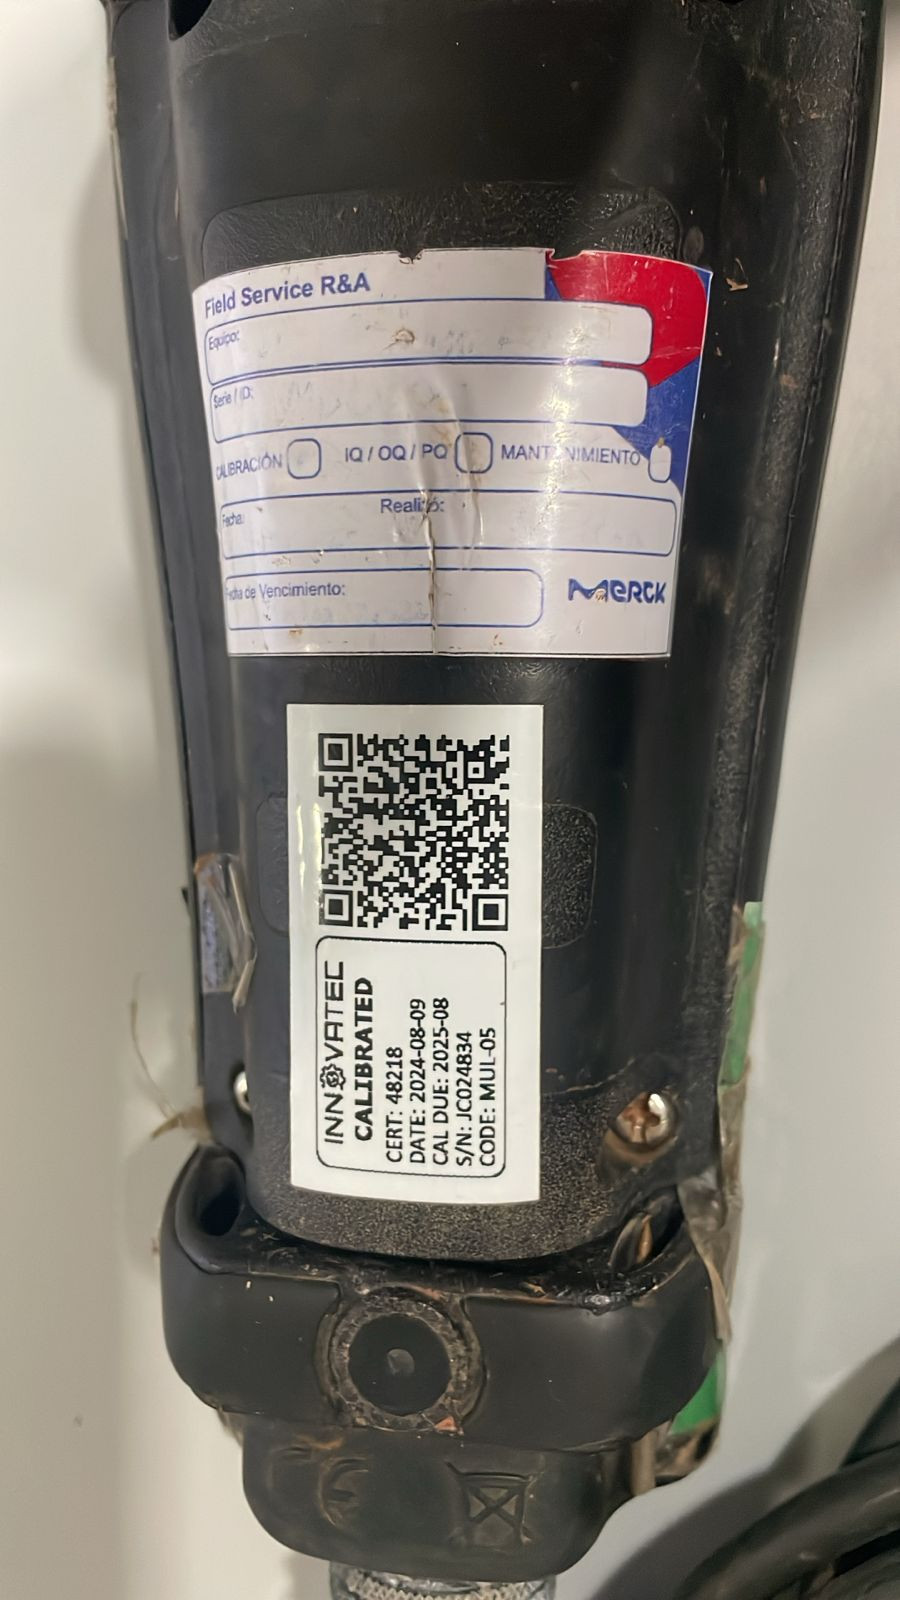 Field Service R&A
Equipo:
Serie / ID:
CALIBRACIÓN IQ / OQ / PQ MANTENIMIENTO
Fecha: Realizó:
Fecha de Vencimiento:
MERCK
INNOVATEC
CALIBRATED
CERT: 48218
DATE: 2024-08-09
CAL DUE: 2025-08
S/N: JC024834
CODE: MUL-05
CE